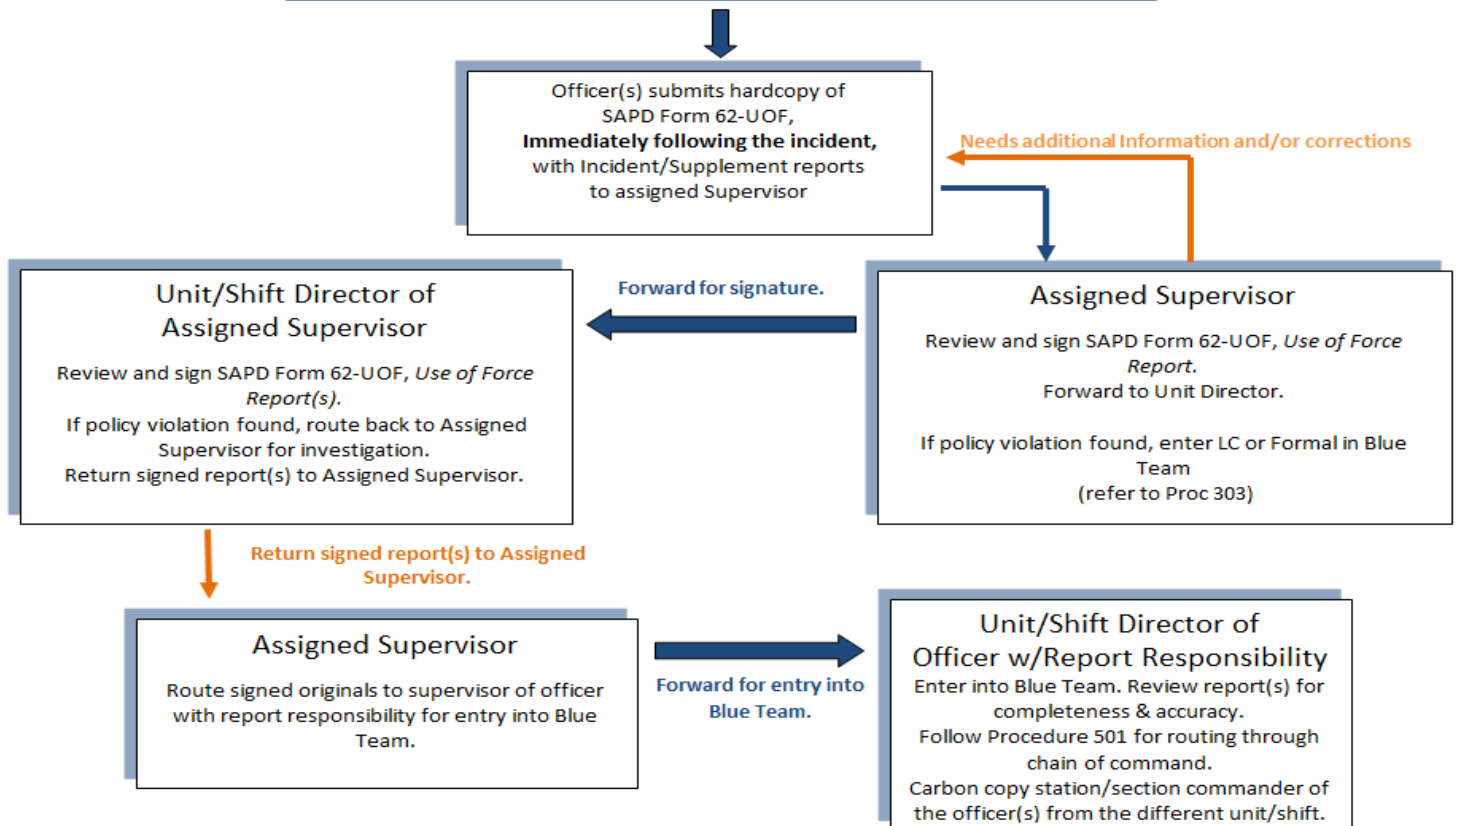 Officer(s) submits hardcopy of
SAPD Form 62-UOF,
Immediately following the incident,
with Incident/Supplement reports
to assigned Supervisor
Needs additional Information and/or corrections
Unit/Shift Director of
Assigned Supervisor
Review and sign SAPD Form 62-UOF, Use of Force
Report(s).
If policy violation found, route back to Assigned
Supervisor for investigation.
Return signed report(s) to Assigned Supervisor.
Forward for signature.
Assigned Supervisor
Review and sign SAPD Form 62-UOF, Use of Force
Report.
Forward to Unit Director.
If policy violation found, enter LC or Formal in Blue
Team
(refer to Proc 303)
Return signed report(s) to Assigned
Supervisor.
Assigned Supervisor
Route signed originals to supervisor of officer
with report responsibility for entry into Blue
Team.
Forward for entry into
Blue Team.
Unit/Shift Director of
Officer w/Report Responsibility
Enter into Blue Team. Review report(s) for
completeness & accuracy.
Follow Procedure 501 for routing through
chain of command.
Carbon copy station/section commander of
the officer(s) from the different unit/shift.